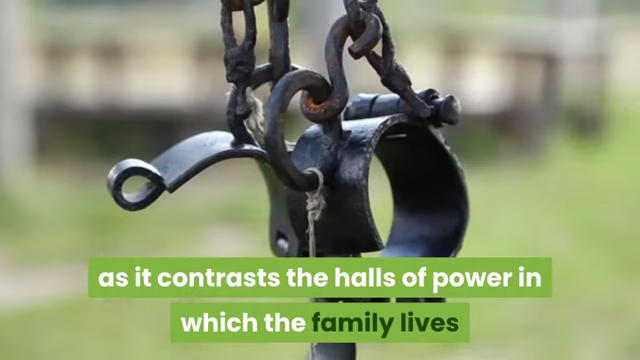 as it contrasts the halls of power in
which the family lives